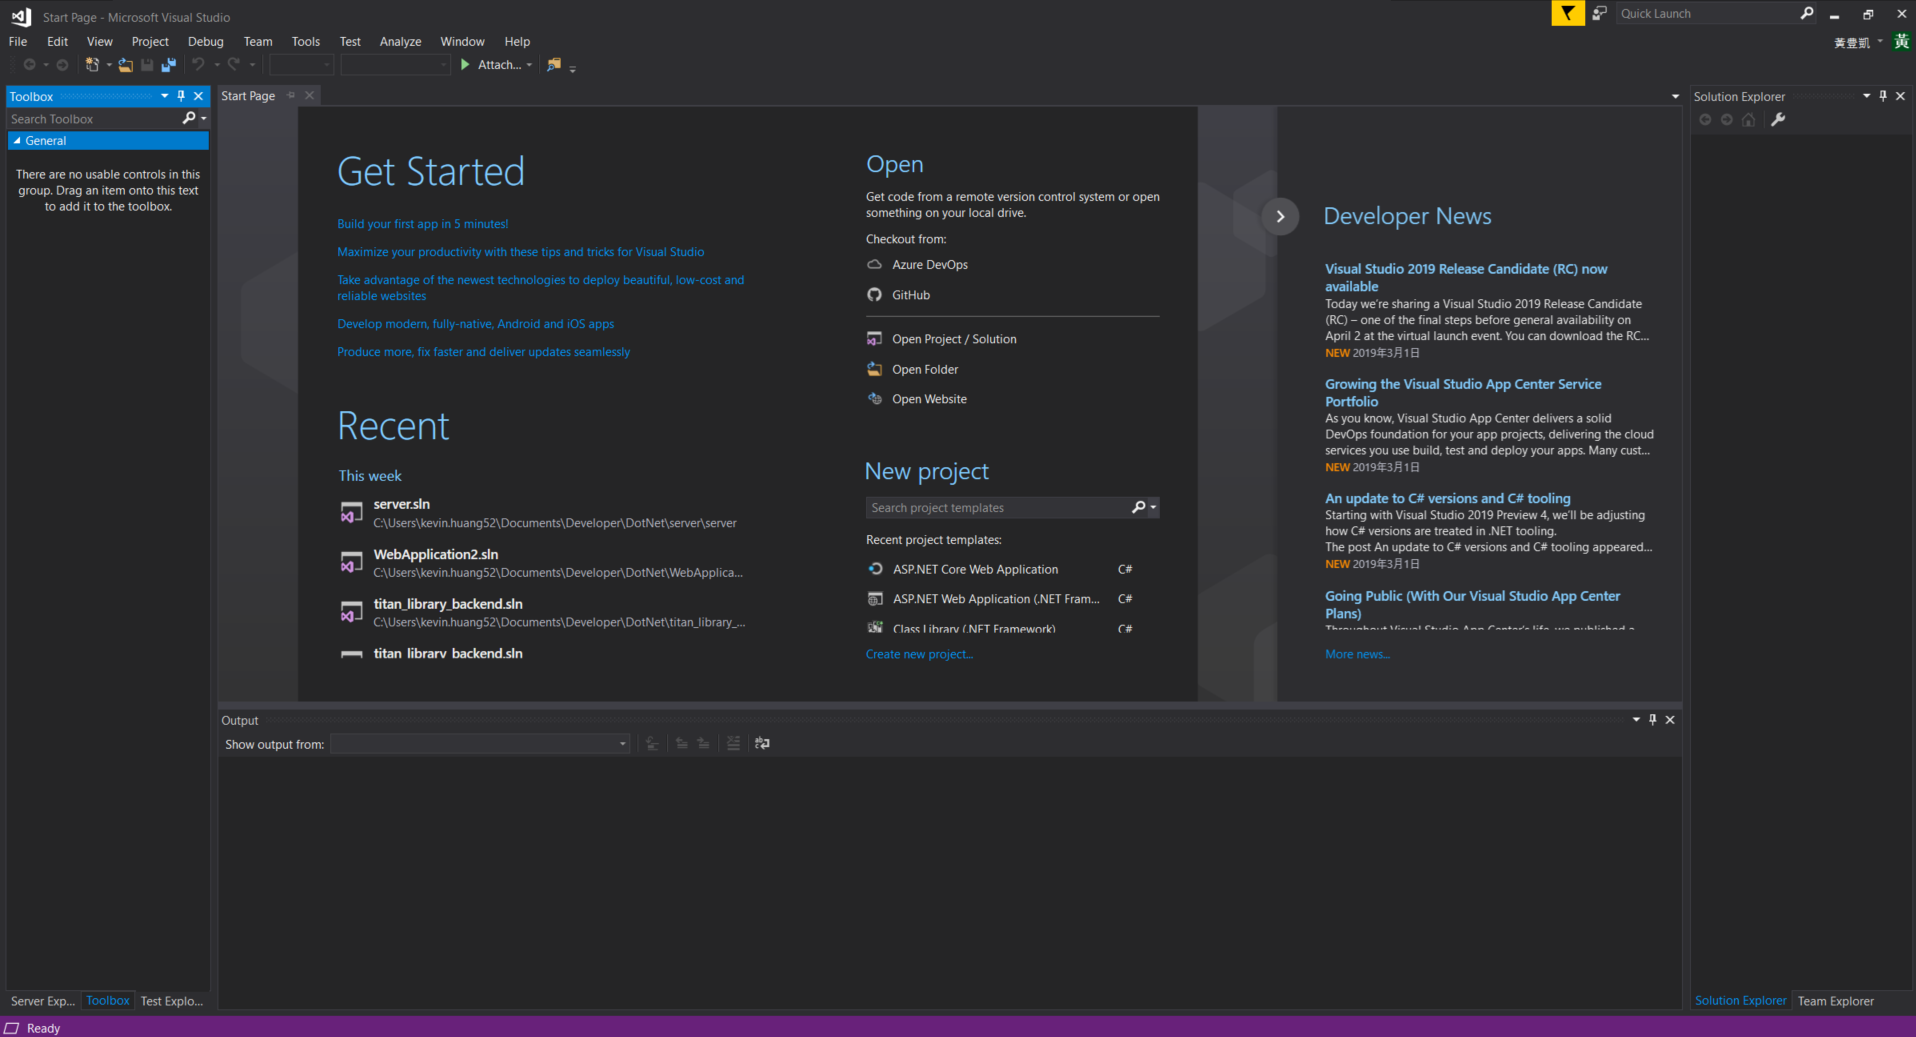 Start Page - Microsoft Visual Studio
Quick Launch
File Edit View Project Debug Team Tools Test Analyze Window Help
黃豐凱 黃
Attach...
Toolbox
Search Toolbox
General
There are no usable controls in this
group. Drag an item onto this text
to add it to the toolbox.
Server Exp... Toolbox Test Explo...
Start Page
Get Started
Build your first app in 5 minutes!
Maximize your productivity with these tips and tricks for Visual Studio
Take advantage of the newest technologies to deploy beautiful, low-cost and
reliable websites
Develop modern, fully-native, Android and iOS apps
Produce more, fix faster and deliver updates seamlessly
Recent
This week
server.sln
C:\Users\kevin.huang52\Documents\Developer\DotNet\server\server
WebApplication2.sln
C:\Users\kevin.huang52\Documents\Developer\DotNet\WebApplica...
titan_library_backend.sln
C:\Users\kevin.huang52\Documents\Developer\DotNet\titan_library_...
titan_library_backend.sln
Open
Get code from a remote version control system or open
something on your local drive.
Checkout from:
Azure DevOps
GitHub
Open Project / Solution
Open Folder
Open Website
New project
Search project templates
Recent project templates:
ASP.NET Core Web Application C#
ASP.NET Web Application (.NET Fram... C#
Class Library (.NET Framework) C#
Create new project...
Developer News
Visual Studio 2019 Release Candidate (RC) now
available
Today we're sharing a Visual Studio 2019 Release Candidate
(RC) – one of the final steps before general availability on
April 2 at the virtual launch event. You can download the RC...
NEW 2019年3月1日
Growing the Visual Studio App Center Service
Portfolio
As you know, Visual Studio App Center delivers a solid
DevOps foundation for your app projects, delivering the cloud
services you use build, test and deploy your apps. Many cust...
NEW 2019年3月1日
An update to C# versions and C# tooling
Starting with Visual Studio 2019 Preview 4, we'll be adjusting
how C# versions are treated in .NET tooling.
The post An update to C# versions and C# tooling appeared...
NEW 2019年3月1日
Going Public (With Our Visual Studio App Center
Plans)
Throughout Visual Studio App Center's life, we published a
More news...
Output
Show output from:
Solution Explorer
Solution Explorer Team Explorer
Ready